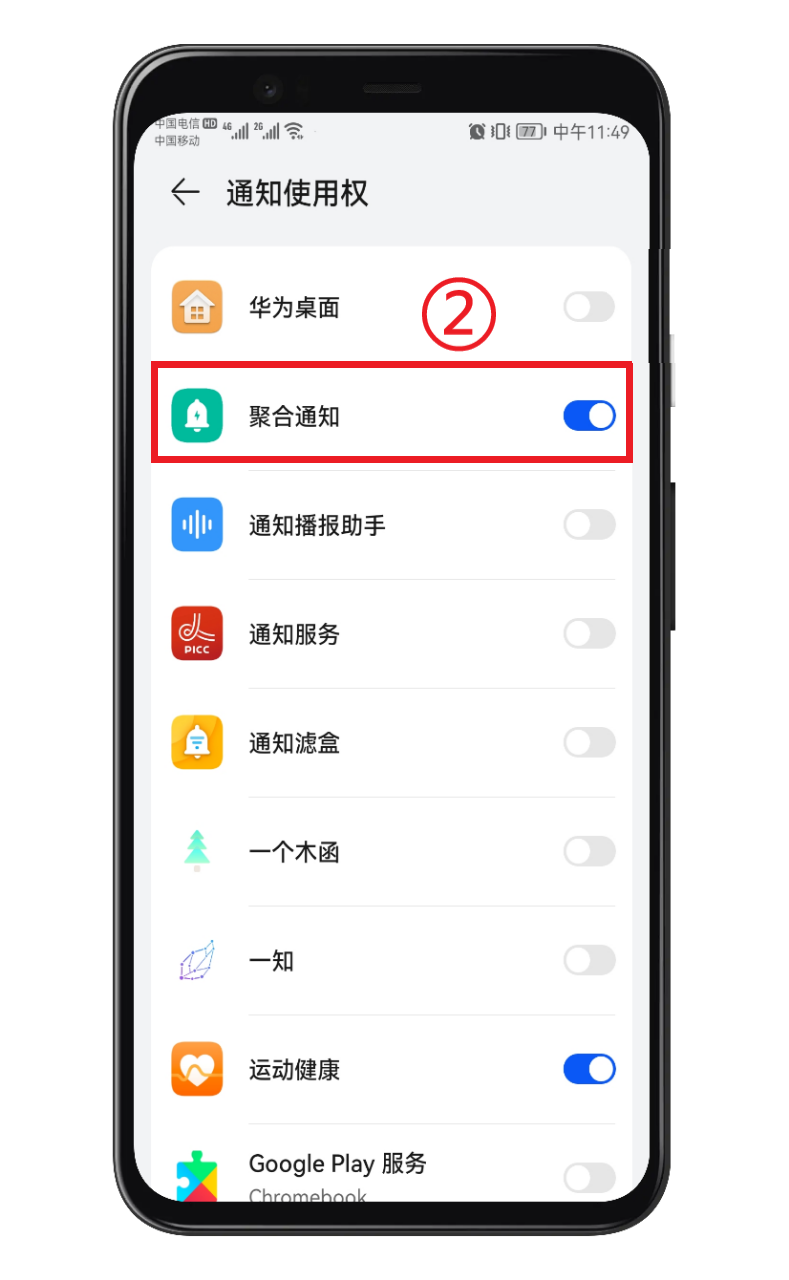 中国电信 HD 4G 2G 77 中午11:49
中国移动
通知使用权
华为桌面
②
聚合通知
通知播报助手
PICC
通知服务
通知滤盒
一个木函
一知
运动健康
Google Play 服务
Chromebook